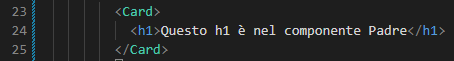 23 <Card>
24 <h1>Questo h1 è nel componente Padre</h1>
25 </Card>